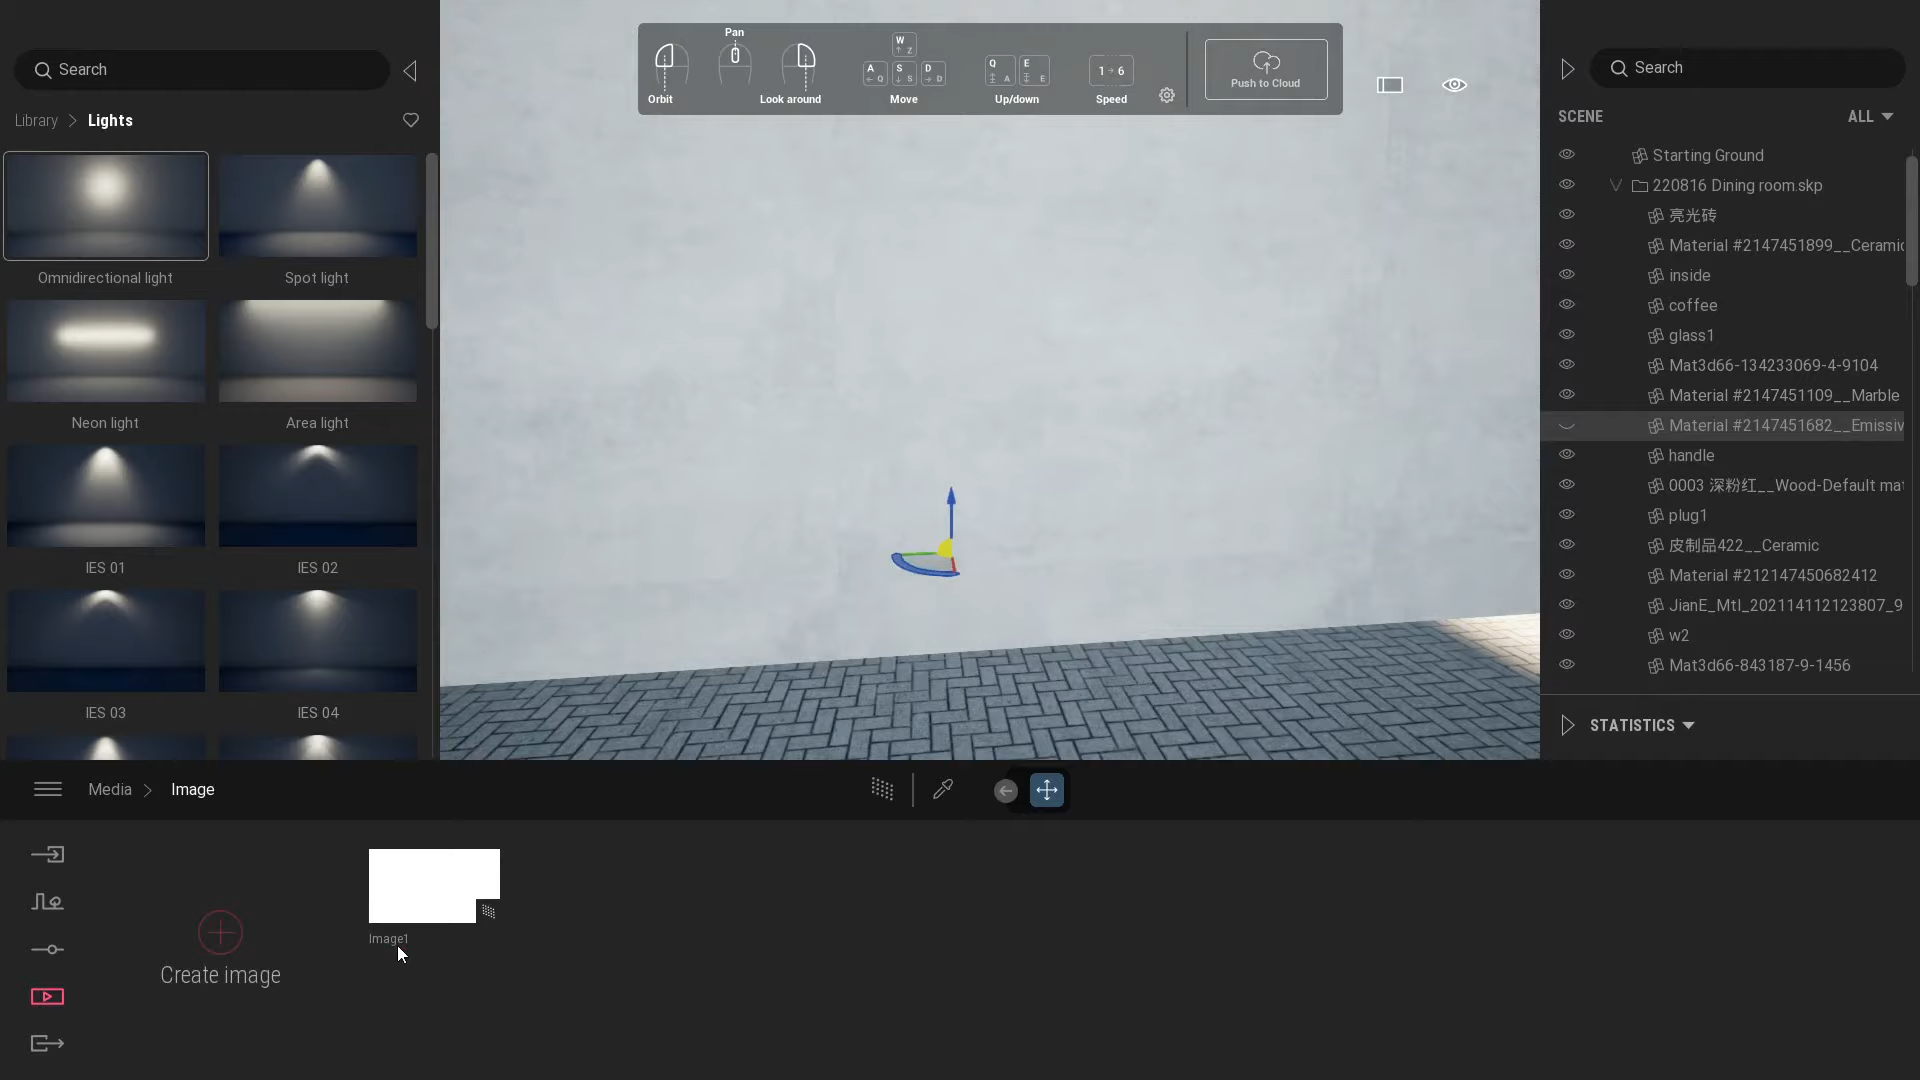 Search
Library
Lights
Omnidirectional light
Spot light
Neon light
Area light
IES 01
IES 02
IES 03
IES 04
Pan
Orbit
Look around
W
Z
A
Q
S
S
D
D
Move
Q
A
E
E
Up/down
1 6
Speed
Push to Cloud
Search
SCENE
ALL
Starting Ground
220816 Dining room.skp
亮光砖
Material #2147451899__Ceramic
inside
coffee
glass1
Mat3d66-134233069-4-9104
Material #2147451109__Marble
Material #2147451682__Emissiv
handle
0003 深粉红__Wood-Default mat
plug1
皮制品422__Ceramic
Material #212147450682412
JianE_Mtl_202114112123807_9
w2
Mat3d66-843187-9-1456
STATISTICS
Media
Image
Create image
Image1